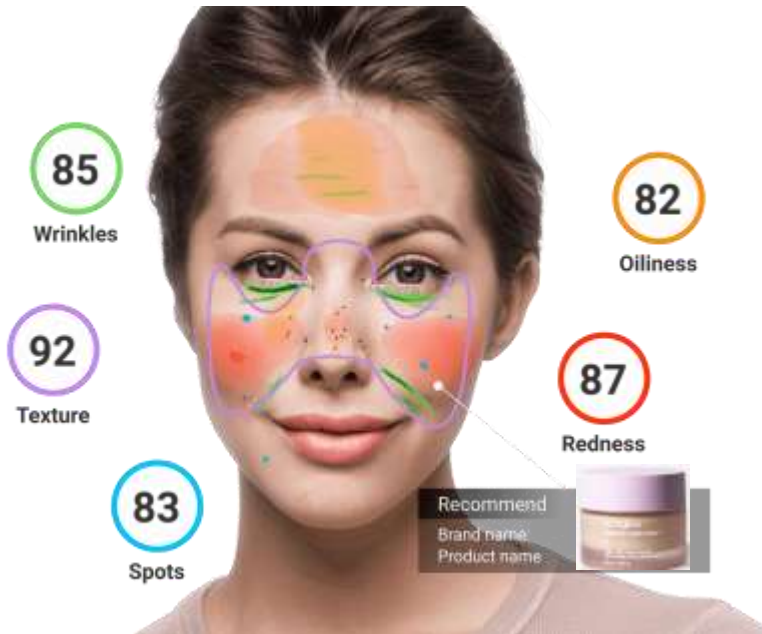 85
Wrinkles
82
Oiliness
92
Texture
87
Redness
83
Spots
Recommend
Brand name
Product name